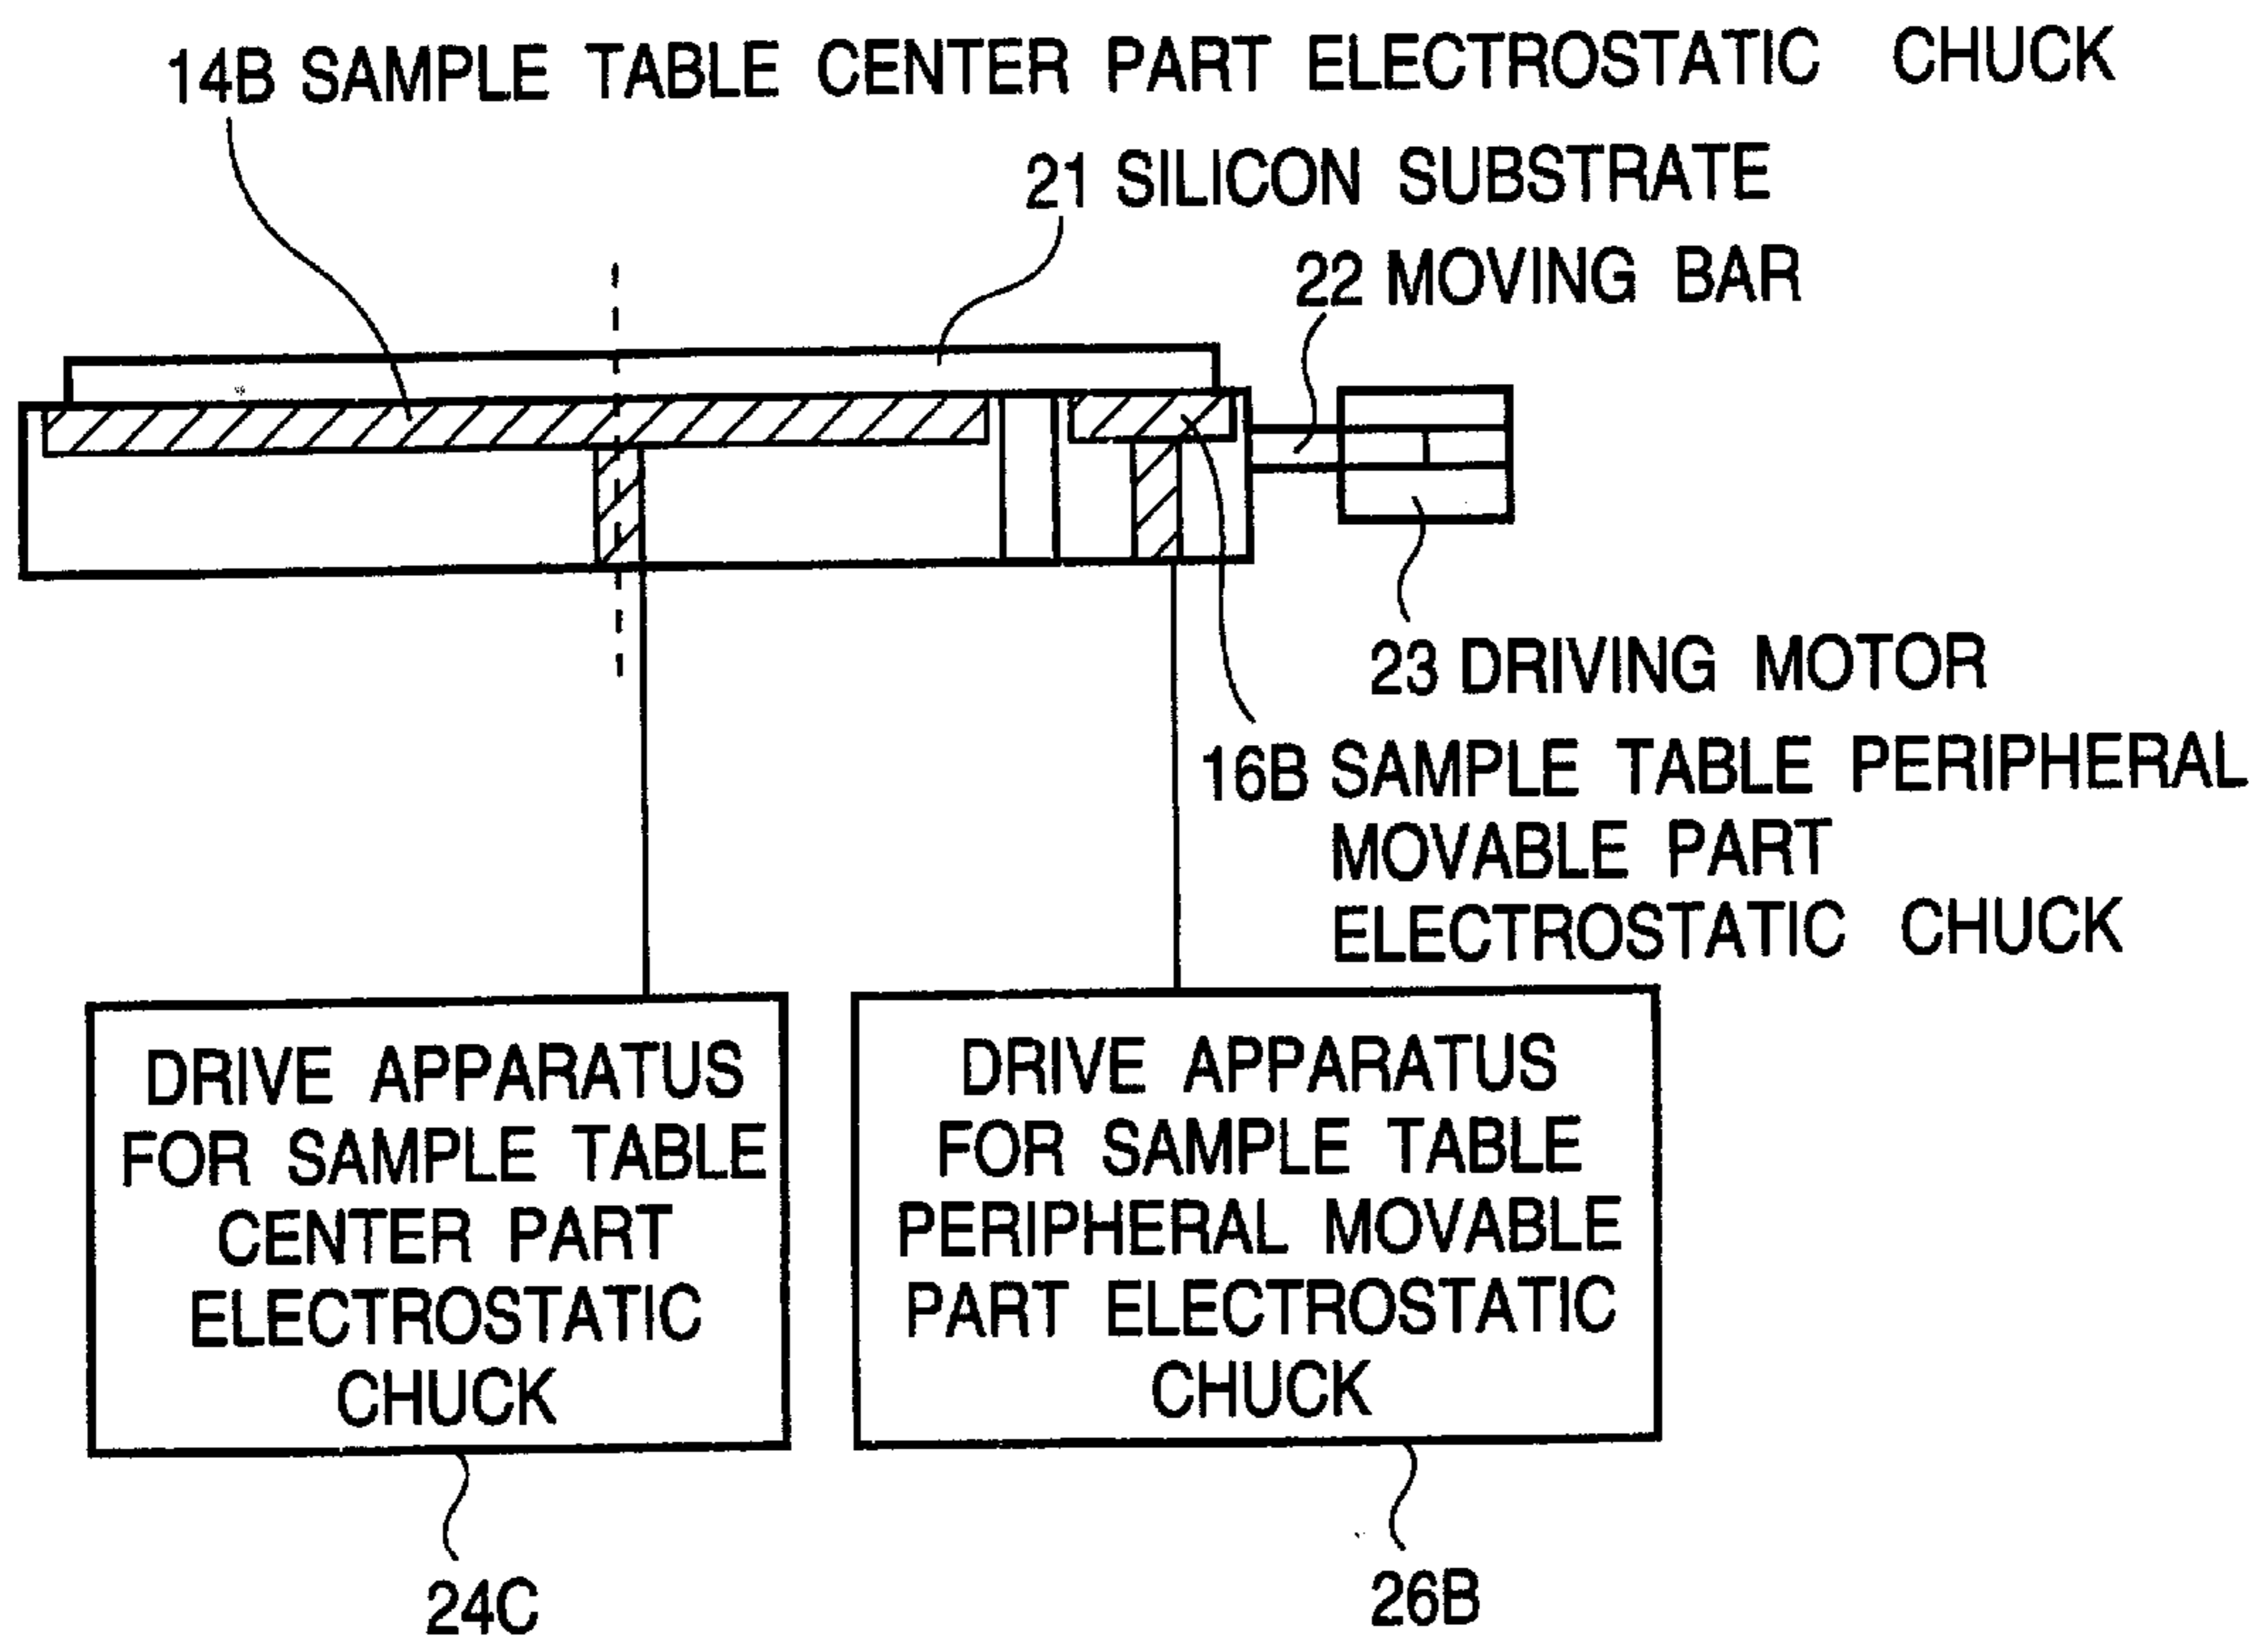 14B SAMPLE TABLE CENTER PART ELECTROSTATIC CHUCK
21 SILICON SUBSTRATE
22 MOVING BAR
23 DRIVING MOTOR
16B SAMPLE TABLE PERIPHERAL
MOVABLE PART
ELECTROSTATIC CHUCK
DRIVE APPARATUS
FOR SAMPLE TABLE
CENTER PART
ELECTROSTATIC
CHUCK
24C
DRIVE APPARATUS
FOR SAMPLE TABLE
PERIPHERAL MOVABLE
PART ELECTROSTATIC
CHUCK
26B